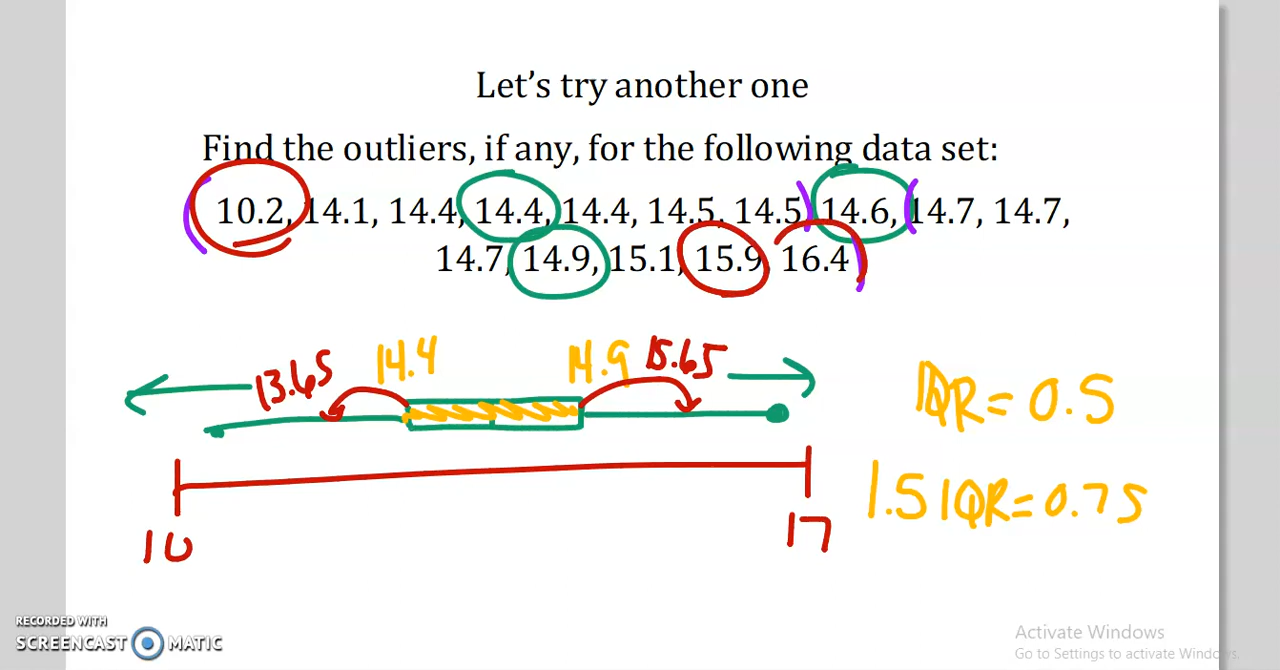 Let's try another one
Find the outliers, if any, for the following data set:
10.2, 14.1, 14.4, 14.4, 14.4, 14.5, 14.5, 14.6, 14.7, 14.7,
14.7, 14.9, 15.1, 15.9, 16.4
13.65 14.4 14.9 15.65
IQR = 0.5
1.5 IQR = 0.75
10 17
RECORDED WITH
SCREENCAST MATIC
Activate Windows
Go to Settings to activate Windows.